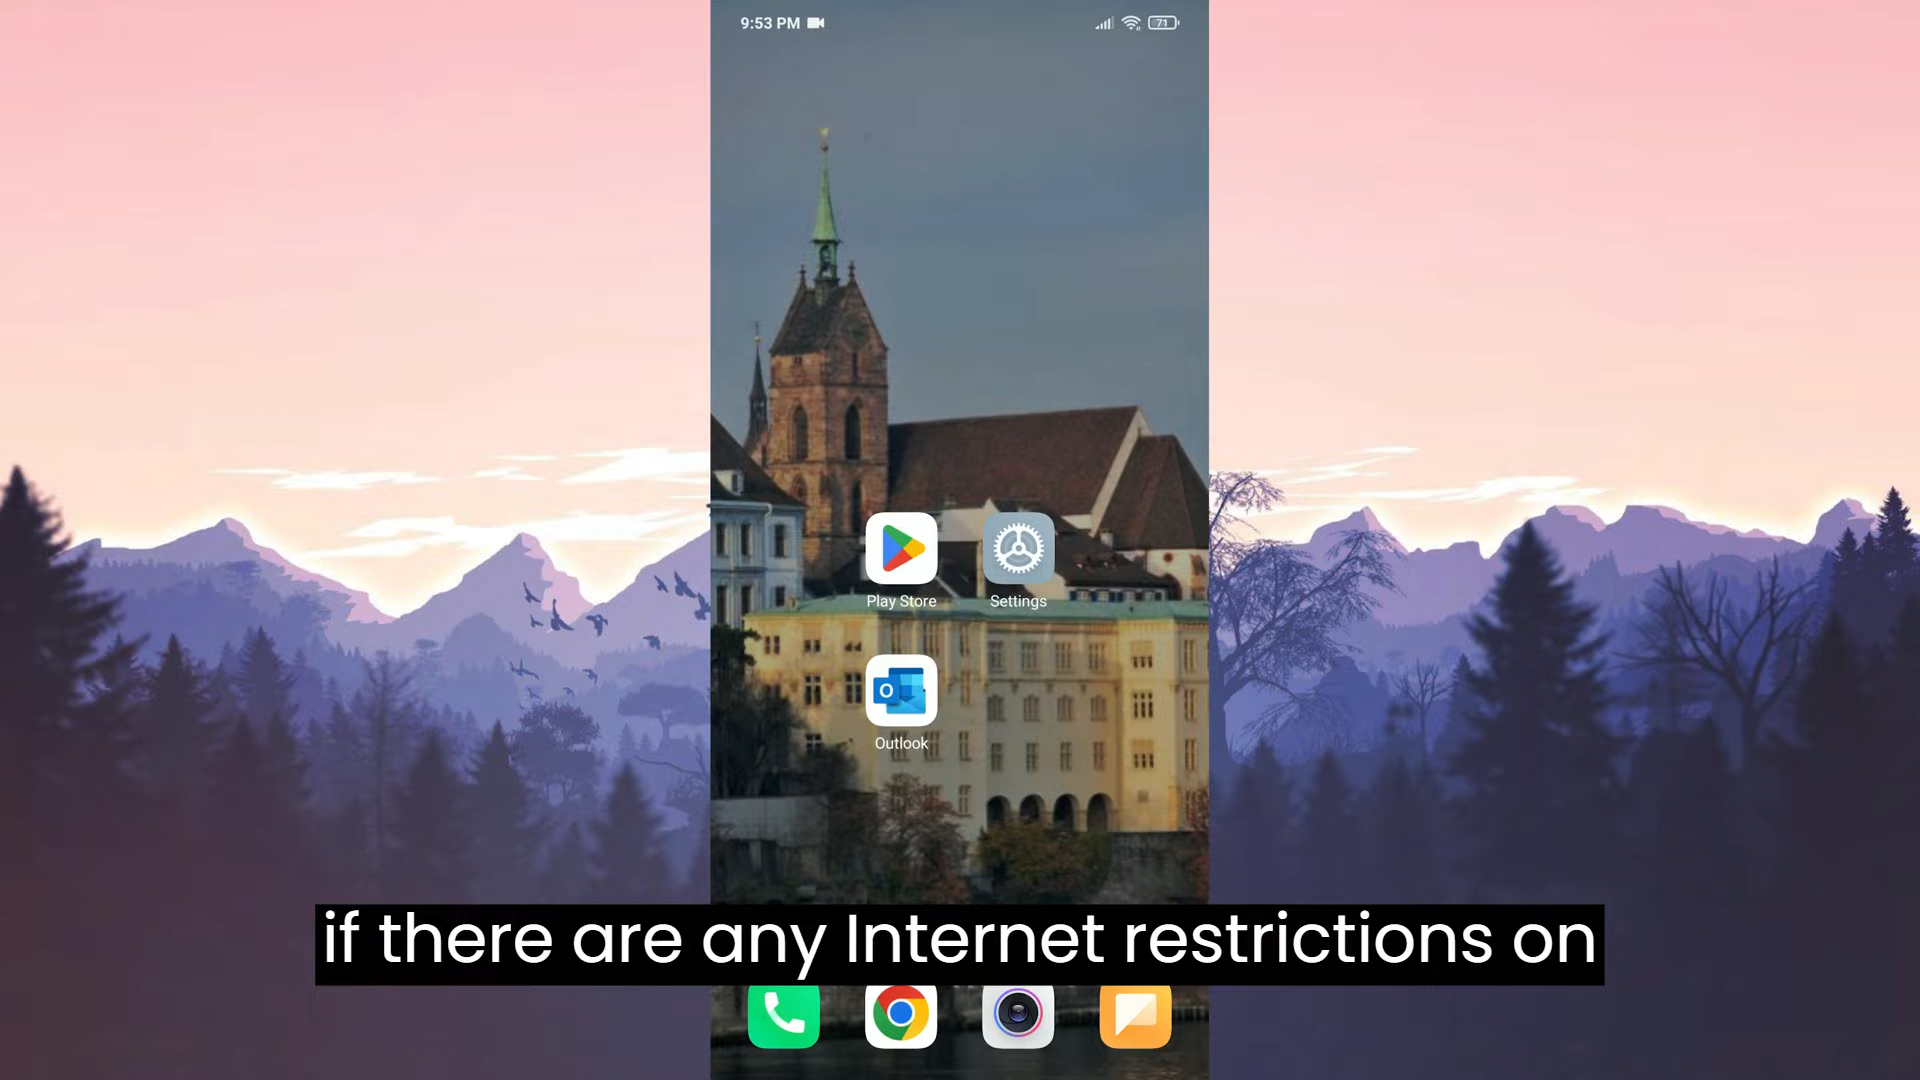 9:53 PM
71
Play Store
Settings
Outlook
if there are any Internet restrictions on